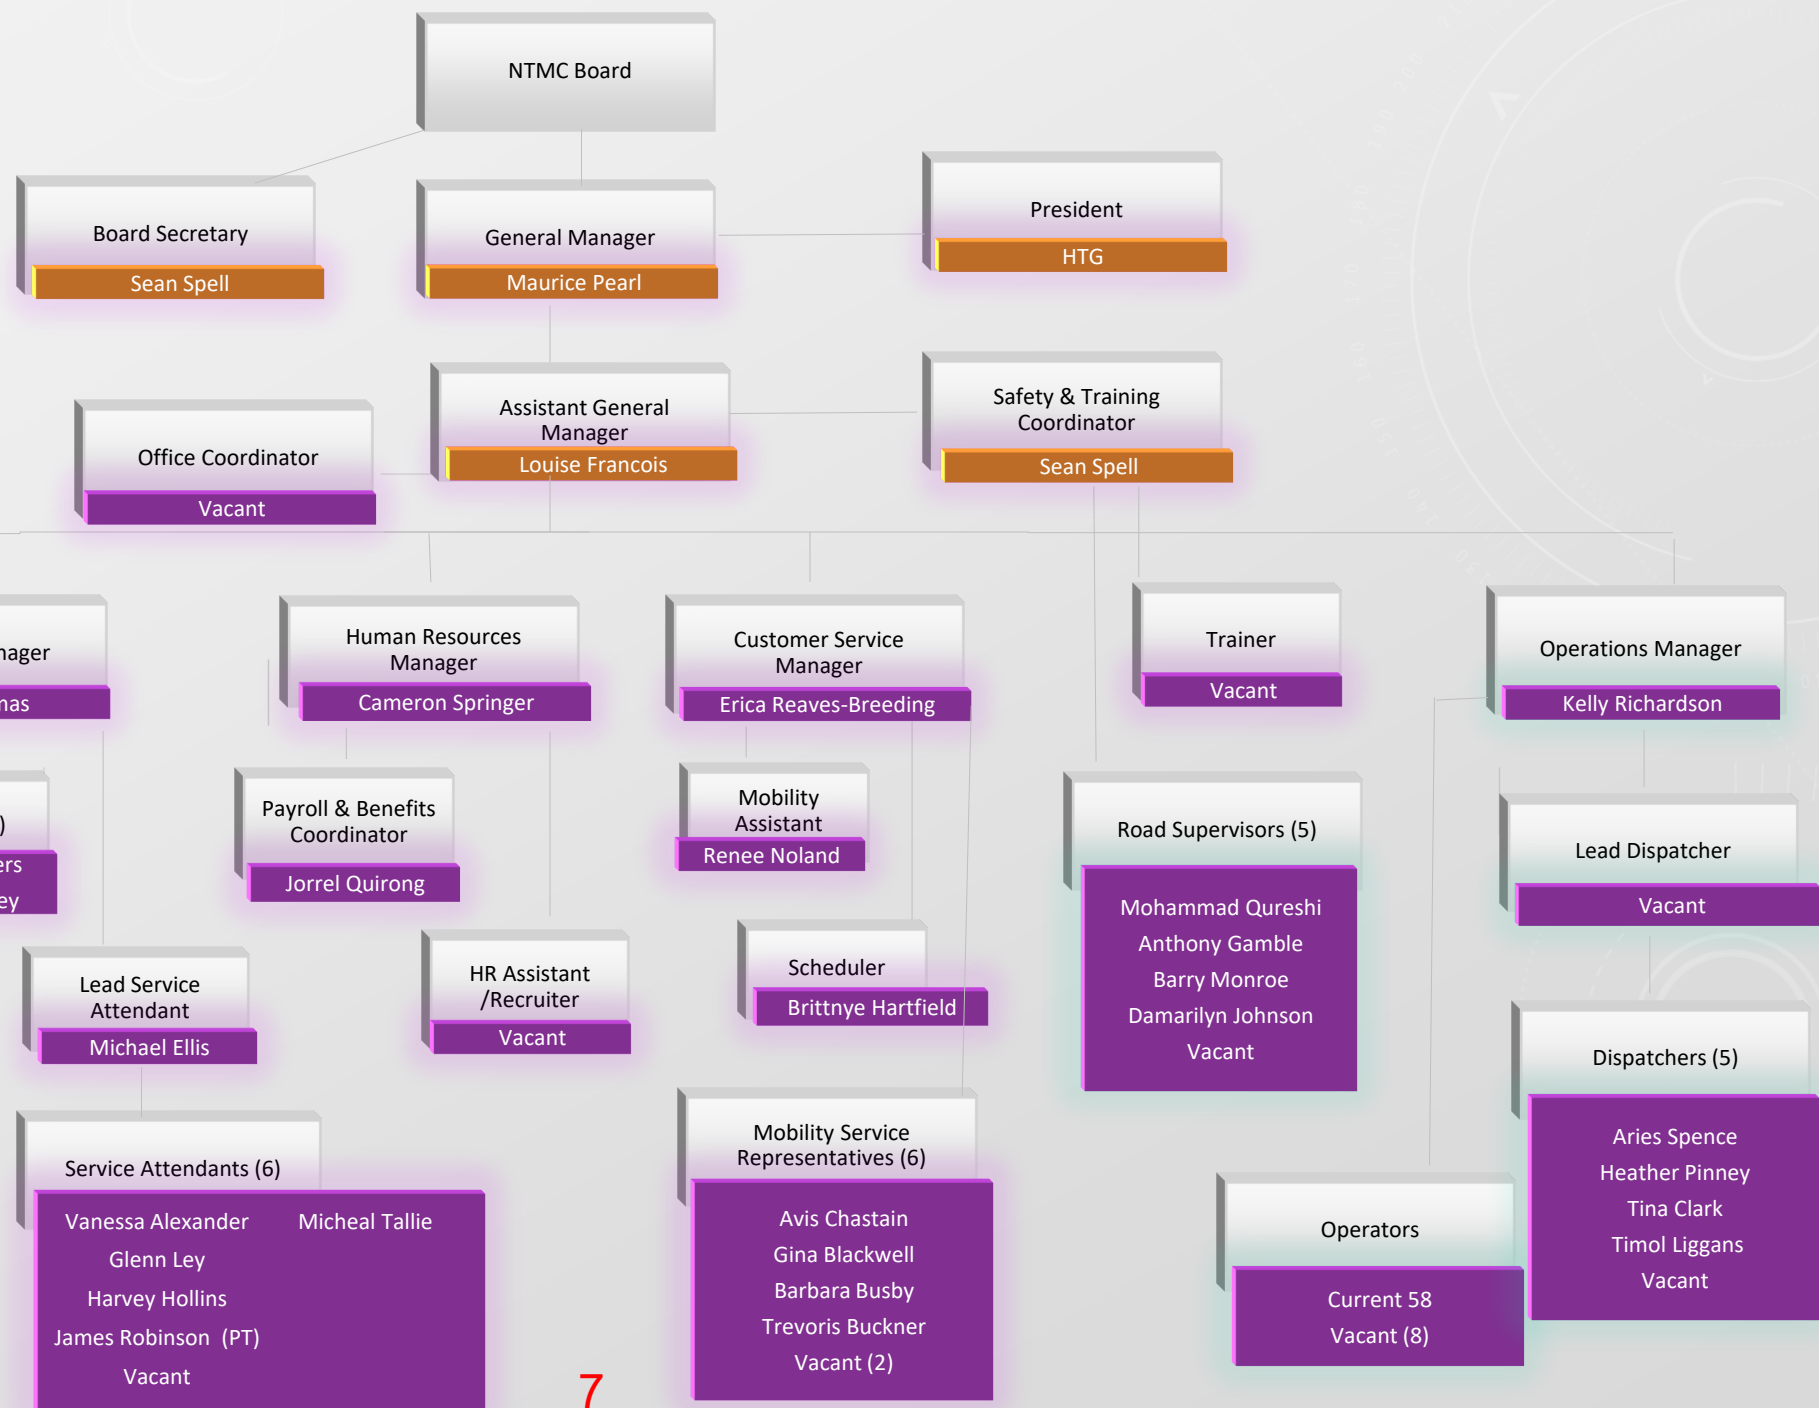 NTMC Board
Board Secretary
Sean Spell
General Manager
Maurice Pearl
President
HTG
Office Coordinator
Vacant
Assistant General
Manager
Louise Francois
Safety & Training
Coordinator
Sean Spell
nager
mas
Human Resources
Manager
Cameron Springer
Customer Service
Manager
Erica Reaves-Breeding
Trainer
Vacant
Operations Manager
Kelly Richardson
)
ers
ey
Payroll & Benefits
Coordinator
Jorrel Quirong
Mobility
Assistant
Renee Noland
Road Supervisors (5)
Mohammad Qureshi
Anthony Gamble
Barry Monroe
Damarilyn Johnson
Vacant
Lead Dispatcher
Vacant
Lead Service
Attendant
Michael Ellis
HR Assistant
/Recruiter
Vacant
Scheduler
Brittnye Hartfield
Dispatchers (5)
Aries Spence
Heather Pinney
Tina Clark
Timol Liggans
Vacant
Service Attendants (6)
Vanessa Alexander Micheal Tallie
Glenn Ley
Harvey Hollins
James Robinson (PT)
Vacant
Mobility Service
Representatives (6)
Avis Chastain
Gina Blackwell
Barbara Busby
Trevoris Buckner
Vacant (2)
Operators
Current 58
Vacant (8)
7